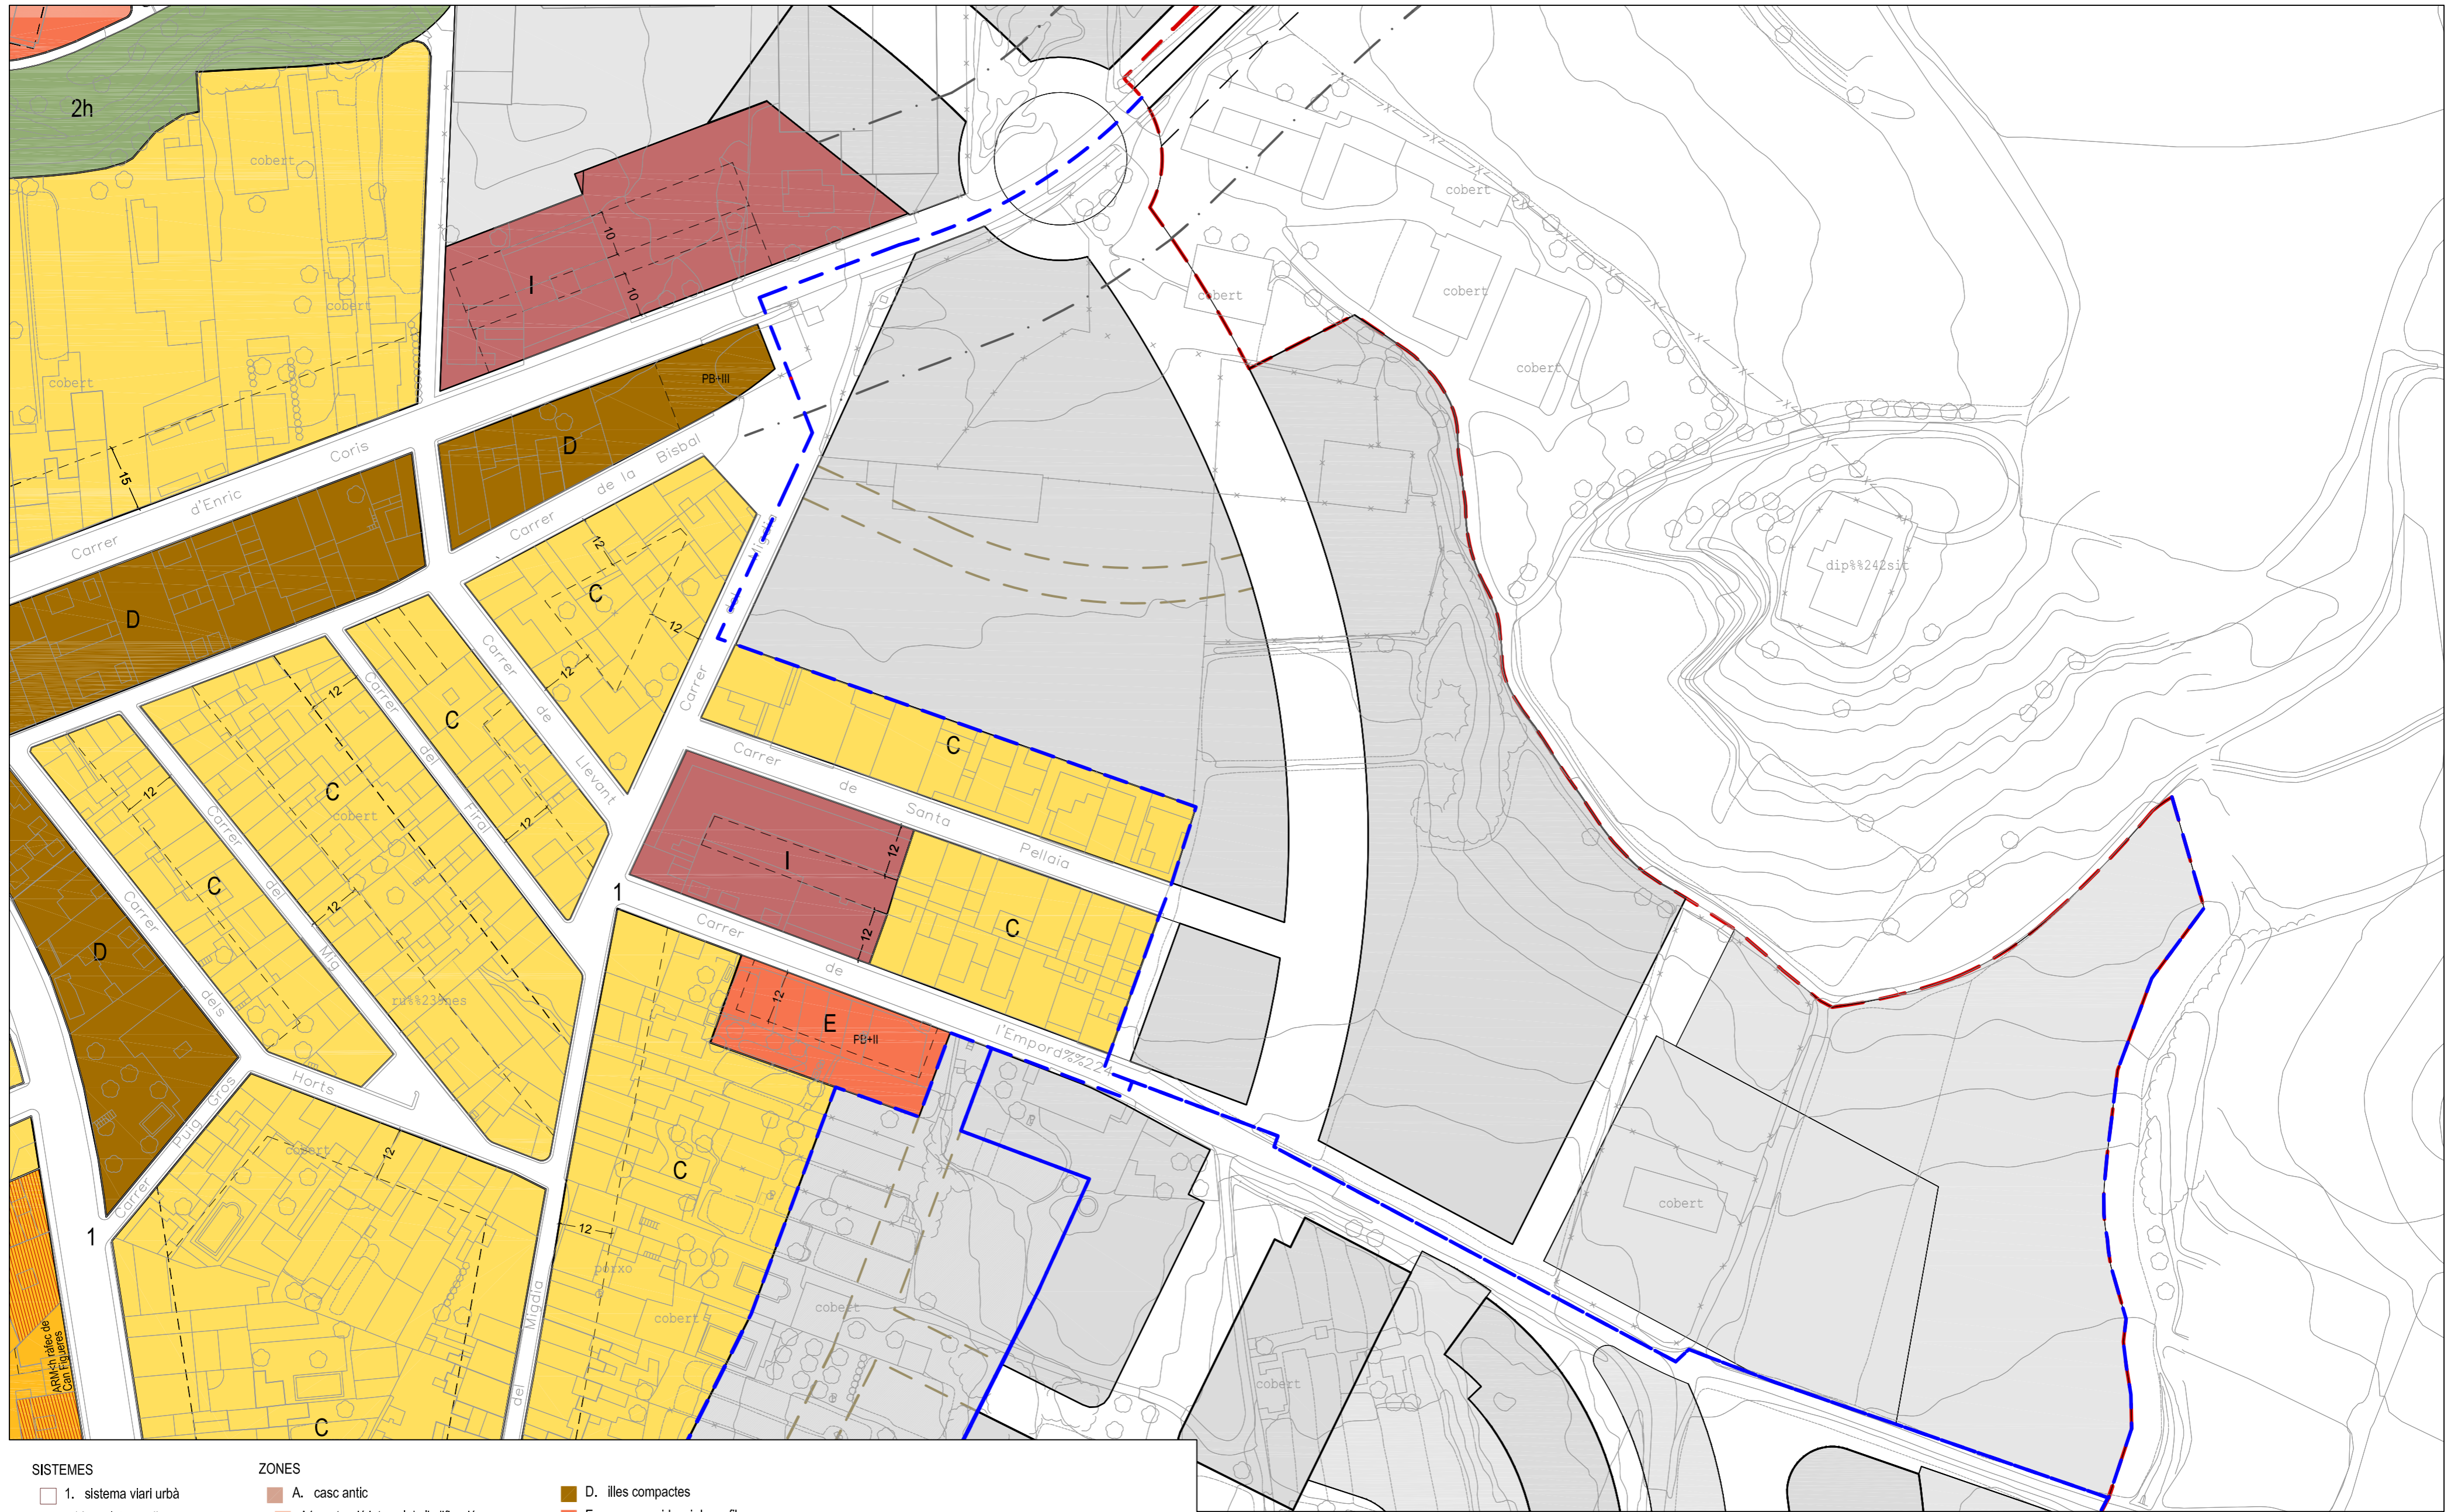 2h
cobert
cobert
cobert
cobert
cobert
cobert
cobert
I
10
10
PB+III
D
15
Carrer d'Enric Coris
Carrer de la Bisbal
dip%%242sit
D
C
12
12
12
Carrer del Migdia
Carrer de Llevant
C
12
Carrer del Firal
12
C
cobert
C
Carrer de Santa Pellaia
12
C
Carrer del Mig
12
I
12
12
C
1
Carrer de l'Empord%%224
D
Carrer dels Horts
ru%%239nes
E
12
PB+II
Carrer Puig Gros
cobert
12
C
12
1
porxo
cobert
cobert
cobert
cobert
del Migdia
ARM<h ràfec de
Can Figueres
C
SISTEMES
ZONES
1. sistema viari urbà
A. casc antic
D. illes compactes